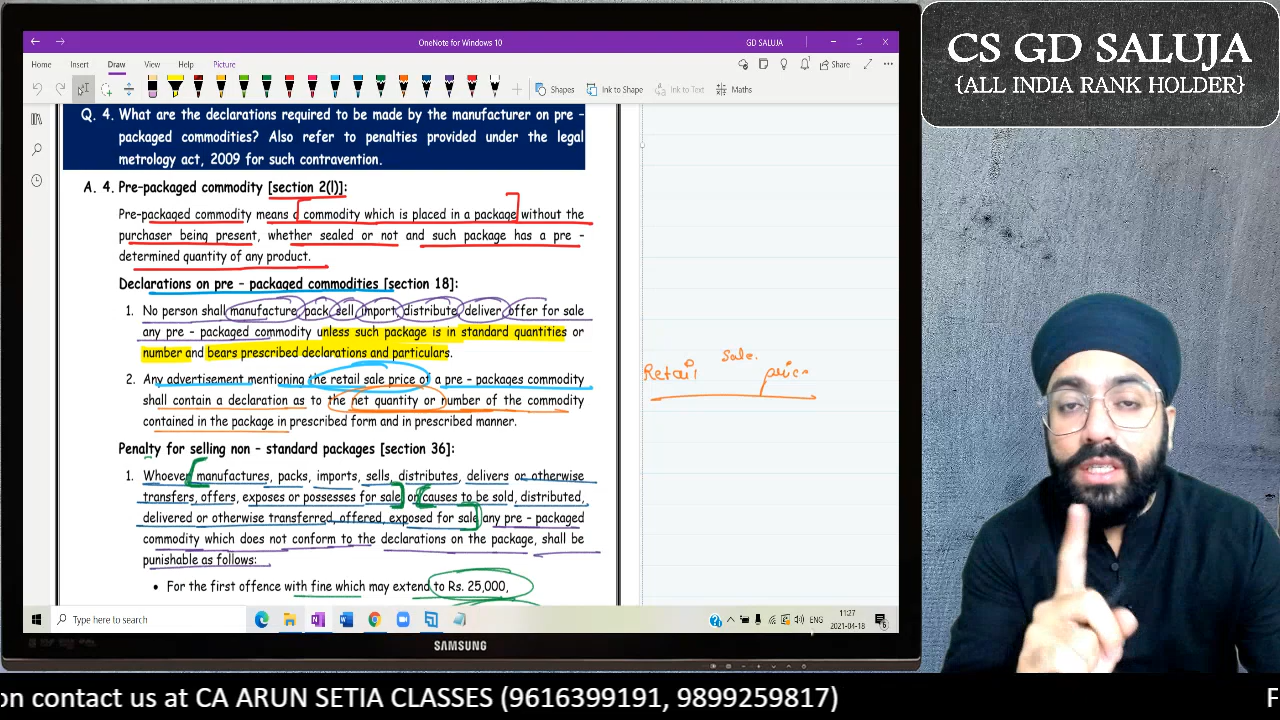 OneNote for Windows 10
GD SALUJA
Home Insert Draw View Help Picture
Share
Shapes
Ink to Shape
Ink to Text
Maths
Q. 4. What are the declarations required to be made by the manufacturer on pre -
packaged commodities? Also refer to penalties provided under the legal
metrology act, 2009 for such contravention.
A. 4. Pre-packaged commodity [section 2(l)]:
Pre-packaged commodity means a commodity which is placed in a package without the
purchaser being present, whether sealed or not and such package has a pre -
determined quantity of any product.
Declarations on pre - packaged commodities [section 18]:
1. No person shall manufacture, pack, sell, import, distribute, deliver, offer for sale
any pre - packaged commodity unless such package is in standard quantities or
number and bears prescribed declarations and particulars.
2. Any advertisement mentioning the retail sale price of a pre - packages commodity
shall contain a declaration as to the net quantity or number of the commodity
contained in the package in prescribed form and in prescribed manner.
Penalty for selling non - standard packages [section 36]:
1. Whoever manufactures, packs, imports, sells, distributes, delivers or otherwise
transfers, offers, exposes or possesses for sale, or causes to be sold, distributed,
delivered or otherwise transferred, offered, exposed for sale any pre - packaged
commodity which does not conform to the declarations on the package, shall be
punishable as follows:
• For the first offence with fine which may extend to Rs. 25,000,
Retail sale price
Type here to search
ENG
11:27
2021-04-18
SAMSUNG
CS GD SALUJA
{ALL INDIA RANK HOLDER}
on contact us at CA ARUN SETIA CLASSES (9616399191, 9899259817)
F